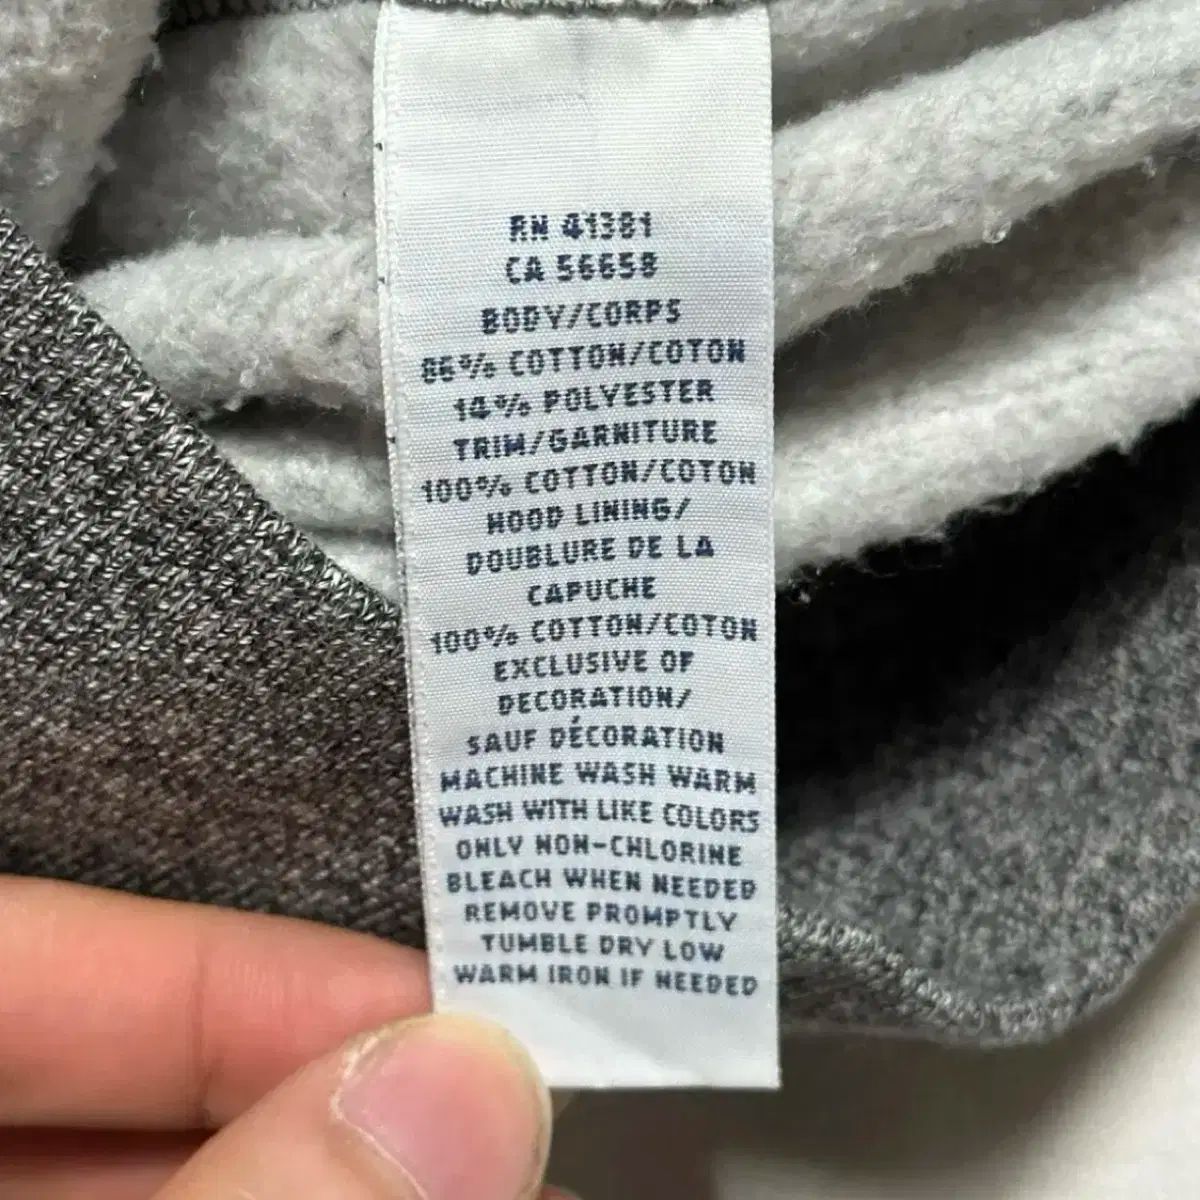 RN 41381
CA 56658
BODY/CORPS
86% COTTON/COTON
14% POLYESTER
TRIM/GARNITURE
100% COTTON/COTON
HOOD LINING/
DOUBLURE DE LA
CAPUCHE
100% COTTON/COTON
EXCLUSIVE OF
DECORATION/
SAUF DÉCORATION
MACHINE WASH WARM
WASH WITH LIKE COLORS
ONLY NON-CHLORINE
BLEACH WHEN NEEDED
REMOVE PROMPTLY
TUMBLE DRY LOW
WARM IRON IF NEEDED